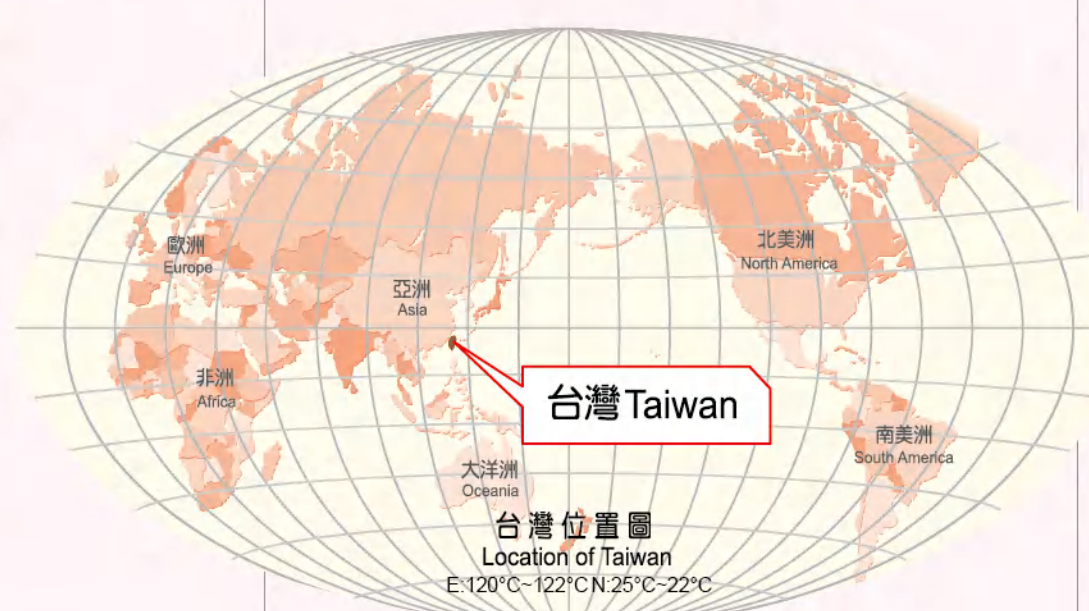 歐洲
Europe
亞洲
Asia
北美洲
North America
非洲
Africa
台灣 Taiwan
南美洲
South America
大洋洲
Oceania
台灣位置圖
Location of Taiwan
E:120°C~122°C N:25°C~22°C